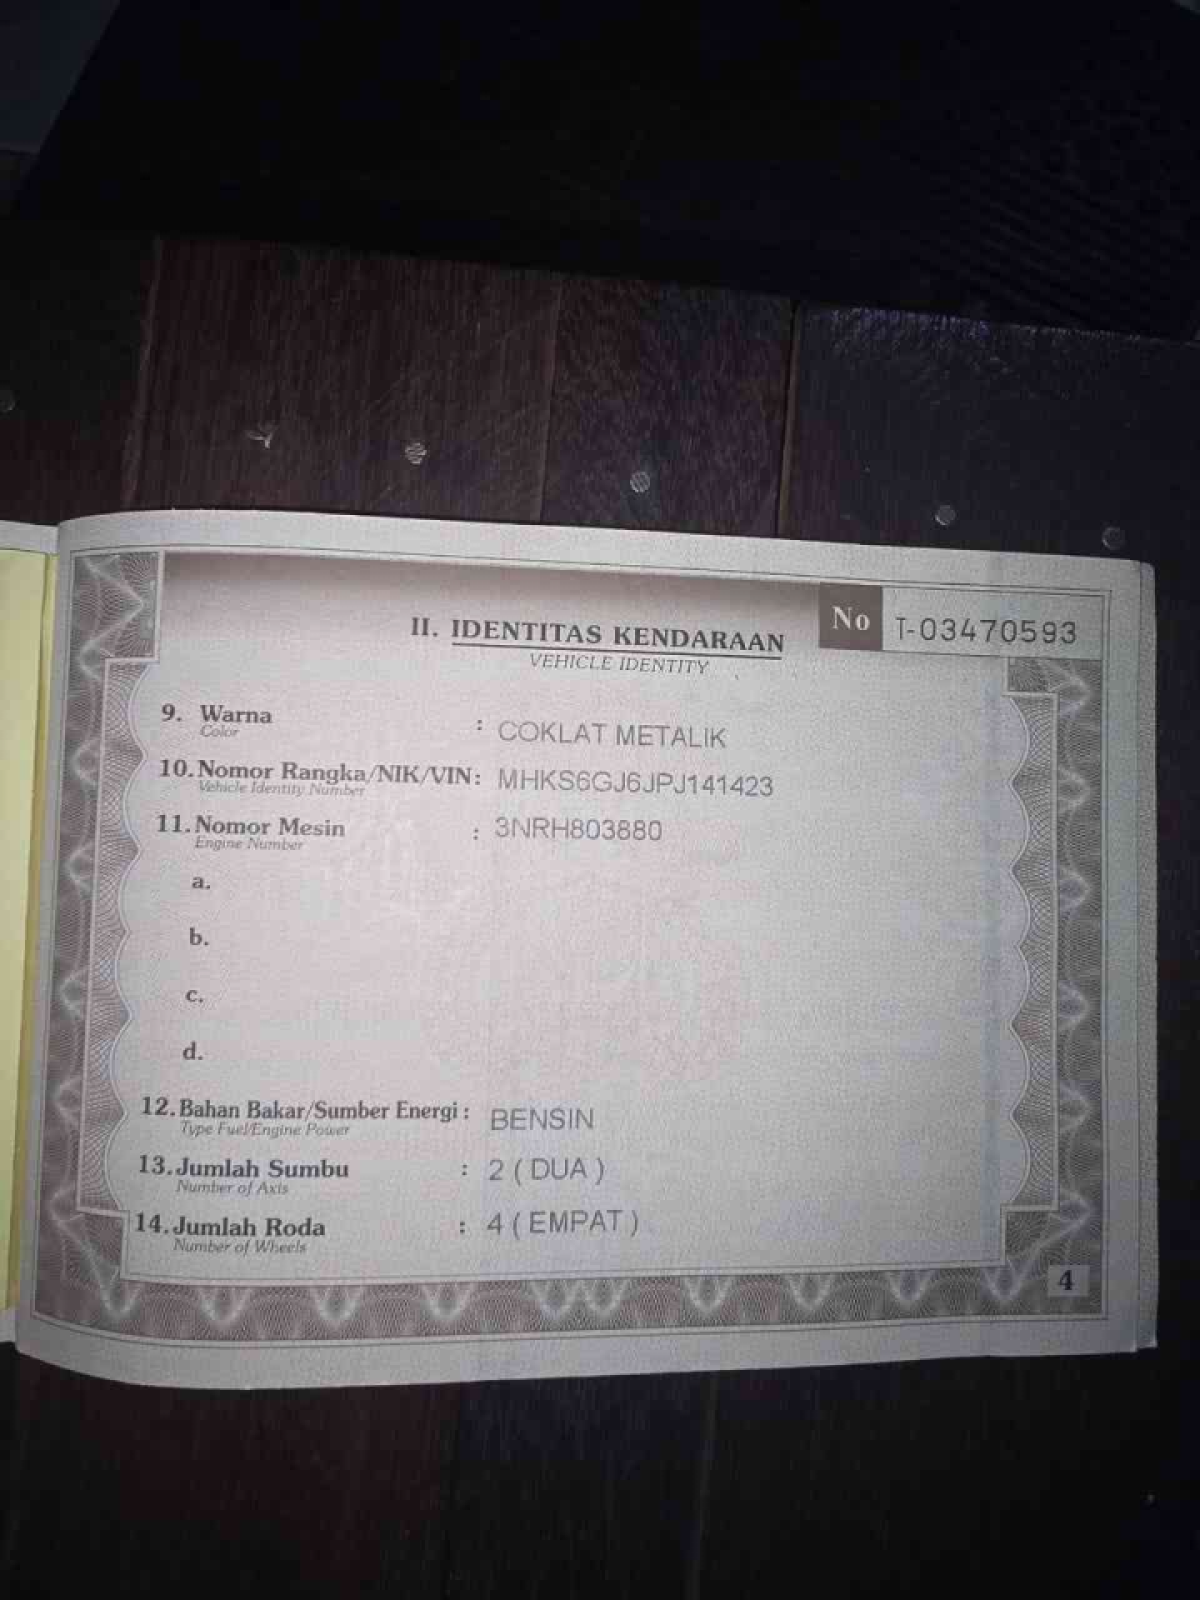 No T-03470593
II. IDENTITAS KENDARAAN
VEHICLE IDENTITY
9. Warna : COKLAT METALIK
Color
10. Nomor Rangka/NIK/VIN : MHKS6GJ6JPJ141423
Vehicle Identity Number
11. Nomor Mesin : 3NRH803880
Engine Number
a.
b.
c.
d.
12. Bahan Bakar/Sumber Energi : BENSIN
Type Fuel/Engine Power
13. Jumlah Sumbu : 2 ( DUA )
Number of Axis
14. Jumlah Roda : 4 ( EMPAT )
Number of Wheels
4